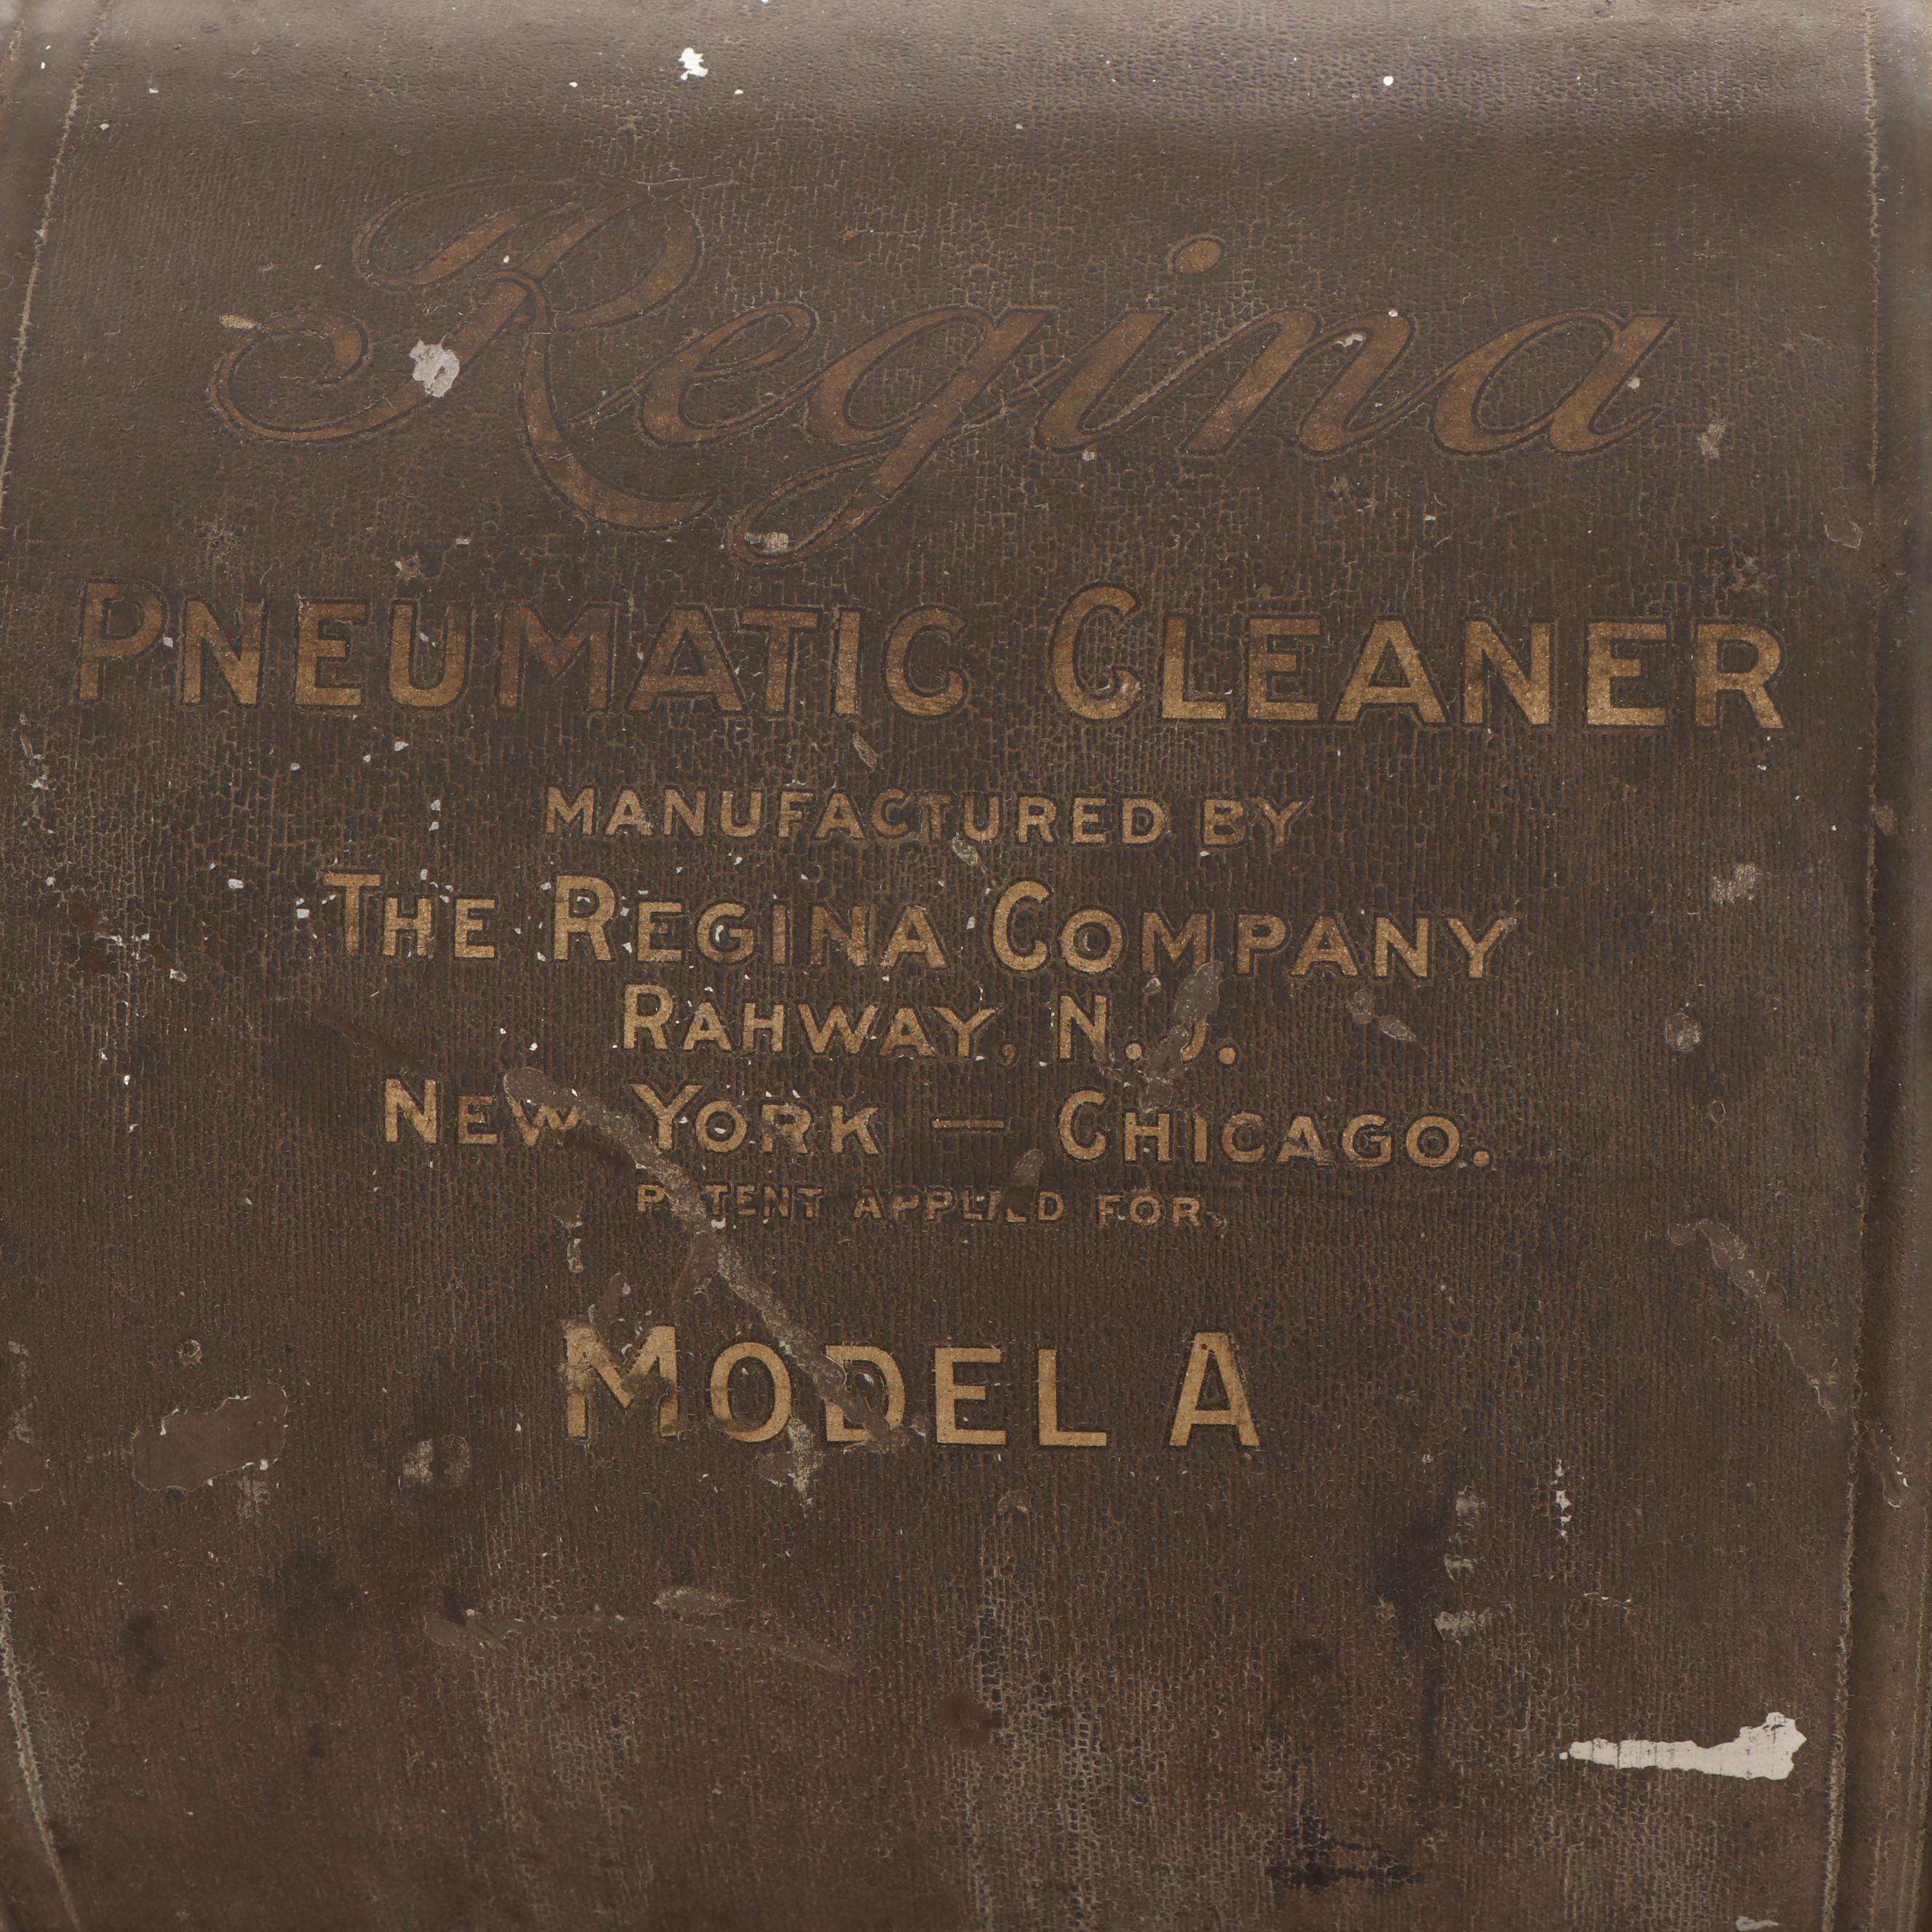 Regina
PNEUMATIC CLEANER
MANUFACTURED BY
THE REGINA COMPANY
RAHWAY, N. J.
NEW YORK — CHICAGO.
PATENT APPLIED FOR.
MODEL A